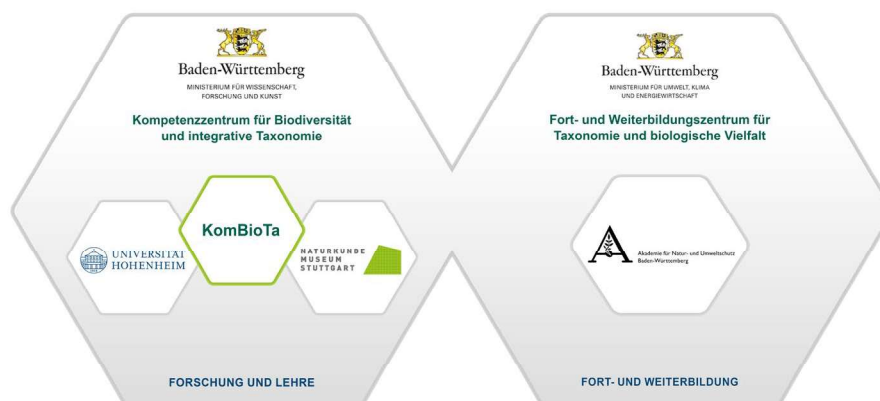 Baden-Württemberg
MINISTERIUM FÜR WISSENSCHAFT,
FORSCHUNG UND KUNST
Kompetenzzentrum für Biodiversität
und integrative Taxonomie
UNIVERSITÄT
HOHENHEIM
KomBioTa
NATURKUNDE
MUSEUM
STUTTGART
FORSCHUNG UND LEHRE
Baden-Württemberg
MINISTERIUM FÜR UMWELT, KLIMA
UND ENERGIEWIRTSCHAFT
Fort- und Weiterbildungszentrum für
Taxonomie und biologische Vielfalt
A
Akademie für Natur- und Umweltschutz
Baden-Württemberg
FORT- UND WEITERBILDUNG